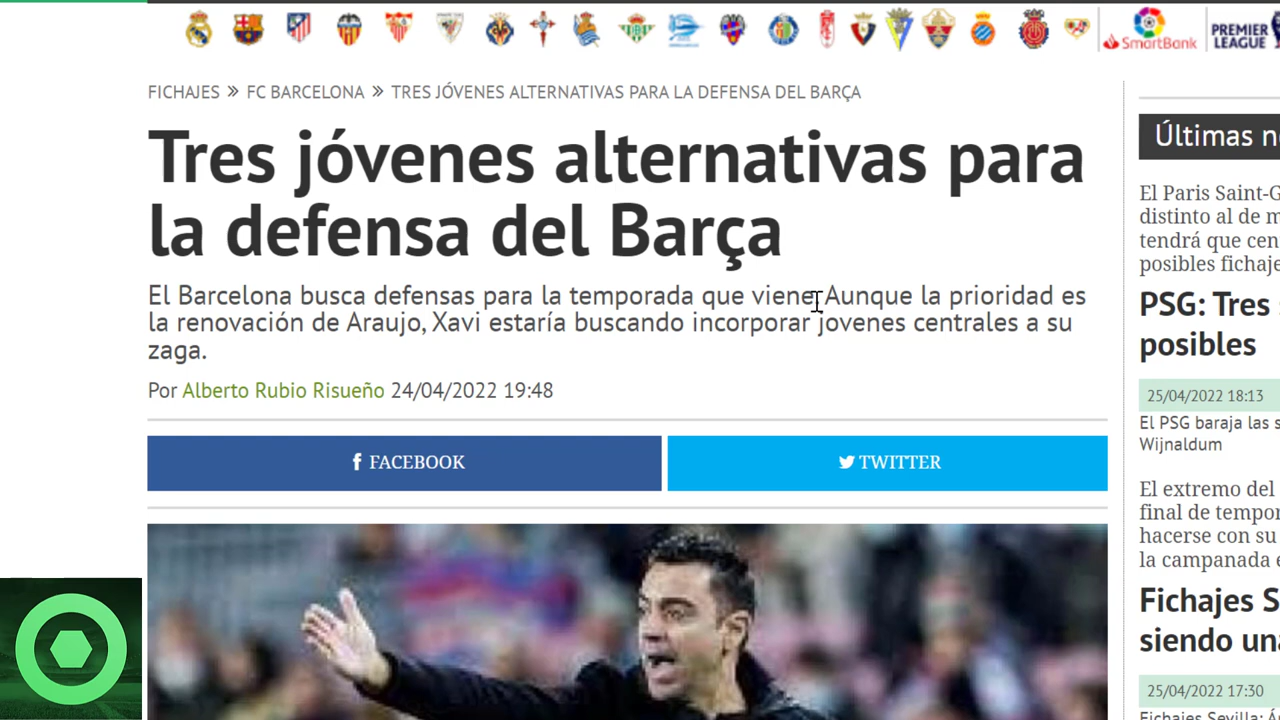 SmartBank
PREMIER
LEAGUE
FICHAJES » FC BARCELONA » TRES JÓVENES ALTERNATIVAS PARA LA DEFENSA DEL BARÇA
Tres jóvenes alternativas para
la defensa del Barça
El Barcelona busca defensas para la temporada que viene. Aunque la prioridad es
la renovación de Araujo, Xavi estaría buscando incorporar jovenes centrales a su
zaga.
Por Alberto Rubio Risueño 24/04/2022 19:48
FACEBOOK
TWITTER
Últimas n
El Paris Saint-G
distinto al de m
tendrá que cen
posibles fichaje
PSG: Tres
posibles
25/04/2022 18:13
El PSG baraja las s
Wijnaldum
El extremo del
final de tempor
hacerse con su
la campanada e
Fichajes S
siendo una
25/04/2022 17:30
Fichajes Sevilla: Á